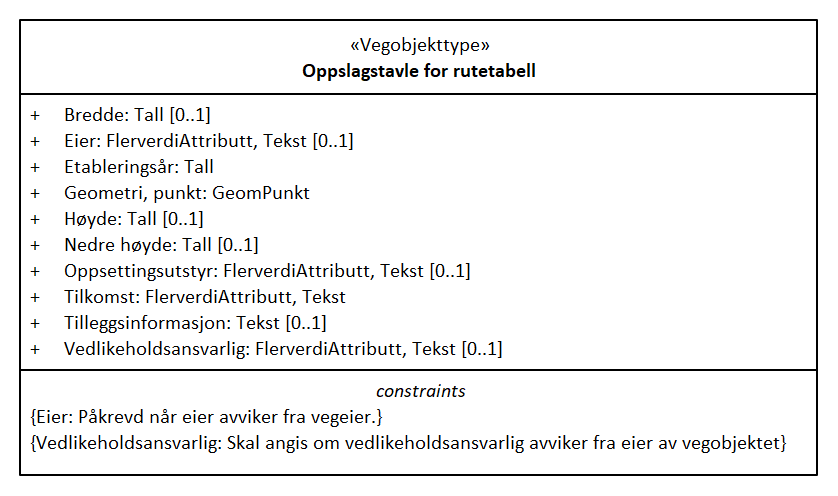 «Vegobjekttype»
Oppslagstavle for rutetabell
+ Bredde: Tall [0..1]
+ Eier: FlerverdiAttributt, Tekst [0..1]
+ Etableringsår: Tall
+ Geometri, punkt: GeomPunkt
+ Høyde: Tall [0..1]
+ Nedre høyde: Tall [0..1]
+ Oppsettingsutstyr: FlerverdiAttributt, Tekst [0..1]
+ Tilkomst: FlerverdiAttributt, Tekst
+ Tilleggsinformasjon: Tekst [0..1]
+ Vedlikeholdsansvarlig: FlerverdiAttributt, Tekst [0..1]
constraints
{Eier: Påkrevd når eier avviker fra vegeier.}
{Vedlikeholdsansvarlig: Skal angis om vedlikeholdsansvarlig avviker fra eier av vegobjektet}